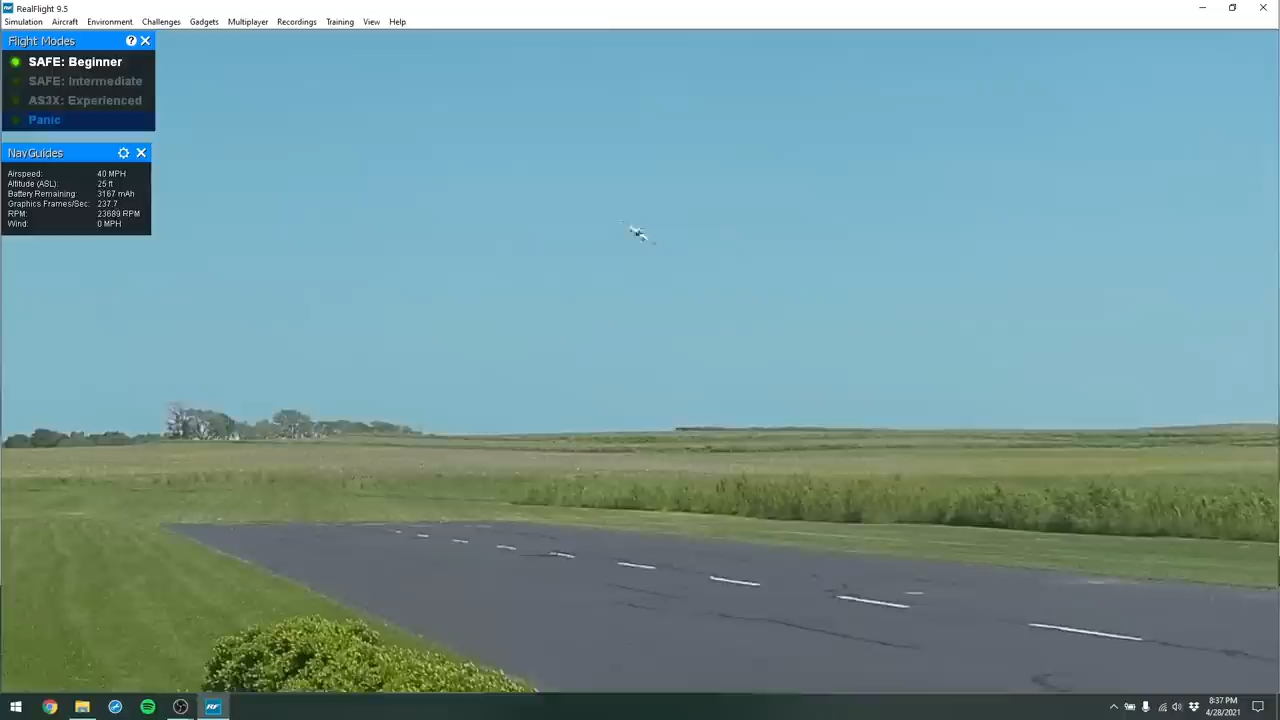 RealFlight 9.5
Simulation Aircraft Environment Challenges Gadgets Multiplayer Recordings Training View Help
Flight Modes
SAFE: Beginner
SAFE: Intermediate
AS3X: Experienced
Panic
NavGuides
Airspeed: 40 MPH
Altitude (ASL): 25 ft
Battery Remaining: 3167 mAh
Graphics Frames/Sec: 237.7
RPM: 23689 RPM
Wind: 0 MPH
8:37 PM
4/28/2021